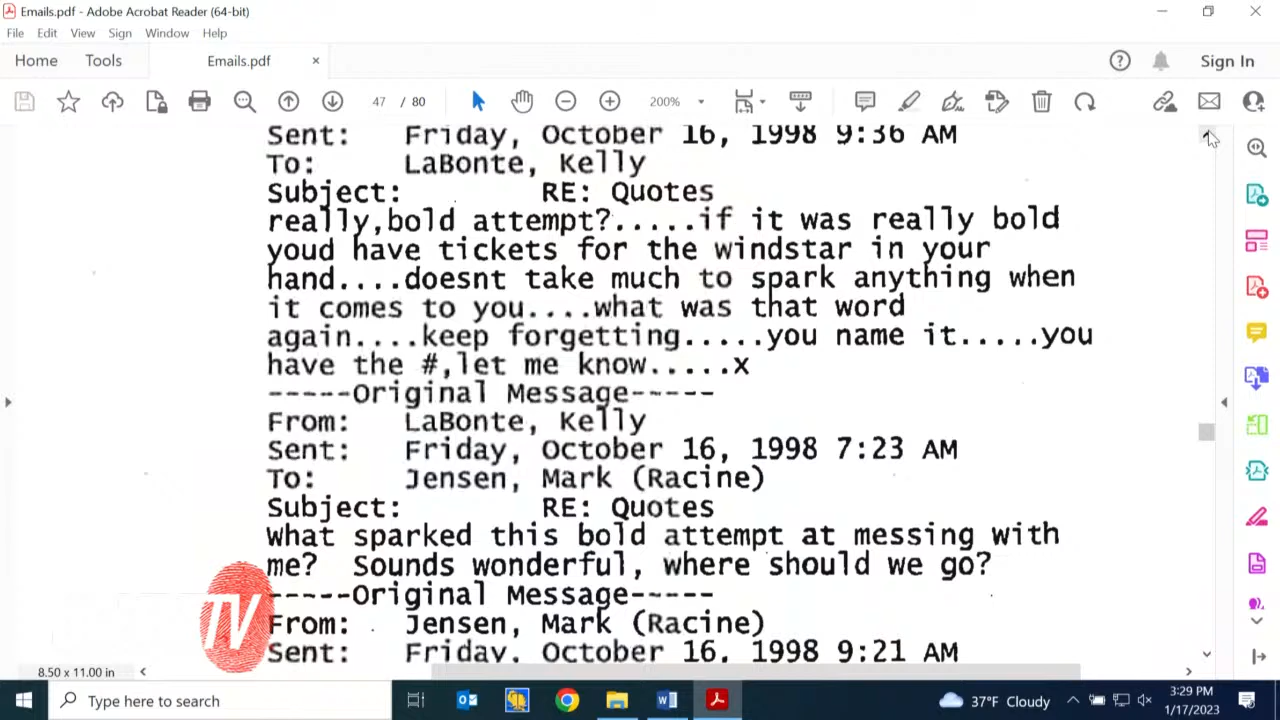 Emails.pdf - Adobe Acrobat Reader (64-bit)
File Edit View Sign Window Help
Home Tools Emails.pdf × Sign In
47 / 80 200%
Sent: Friday, October 16, 1998 9:36 AM
To: LaBonte, Kelly
Subject: RE: Quotes
really,bold attempt?.....if it was really bold
youd have tickets for the windstar in your
hand....doesnt take much to spark anything when
it comes to you....what was that word
again....keep forgetting.....you name it.....you
have the #,let me know.....x
-----Original Message-----
From: LaBonte, Kelly
Sent: Friday, October 16, 1998 7:23 AM
To: Jensen, Mark (Racine)
Subject: RE: Quotes
What sparked this bold attempt at messing with
me? Sounds wonderful, where should we go?
-----Original Message-----
From: Jensen, Mark (Racine)
Sent: Friday, October 16, 1998 9:21 AM
TV
8.50 x 11.00 in
Type here to search
37°F Cloudy
3:29 PM
1/17/2023